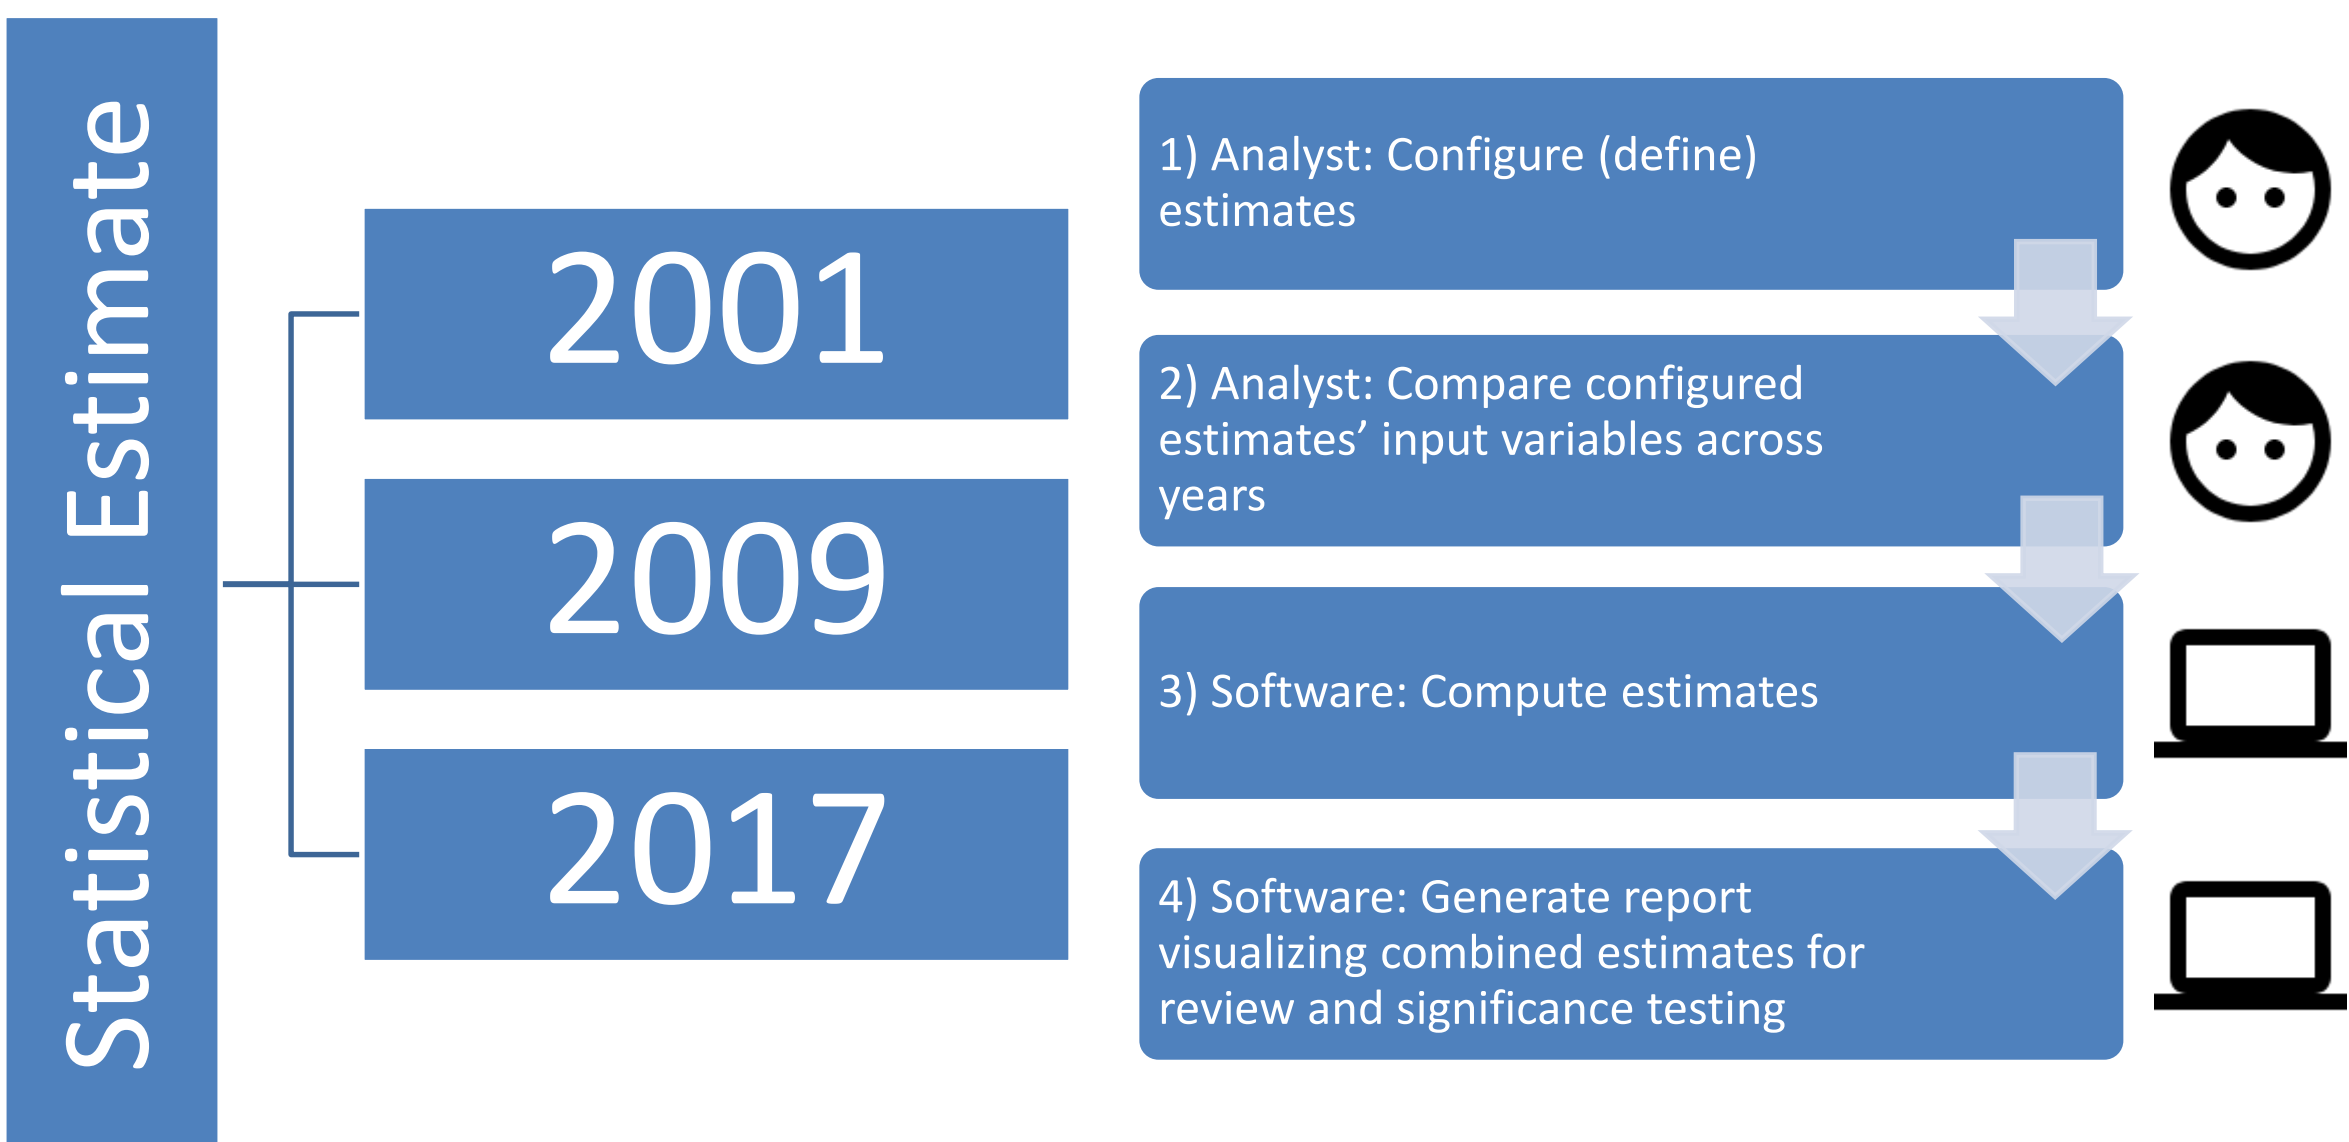 Statistical Estimate
2001
2009
2017
1) Analyst: Configure (define)
estimates
2) Analyst: Compare configured
estimates’ input variables across
years
3) Software: Compute estimates
4) Software: Generate report
visualizing combined estimates for
review and significance testing